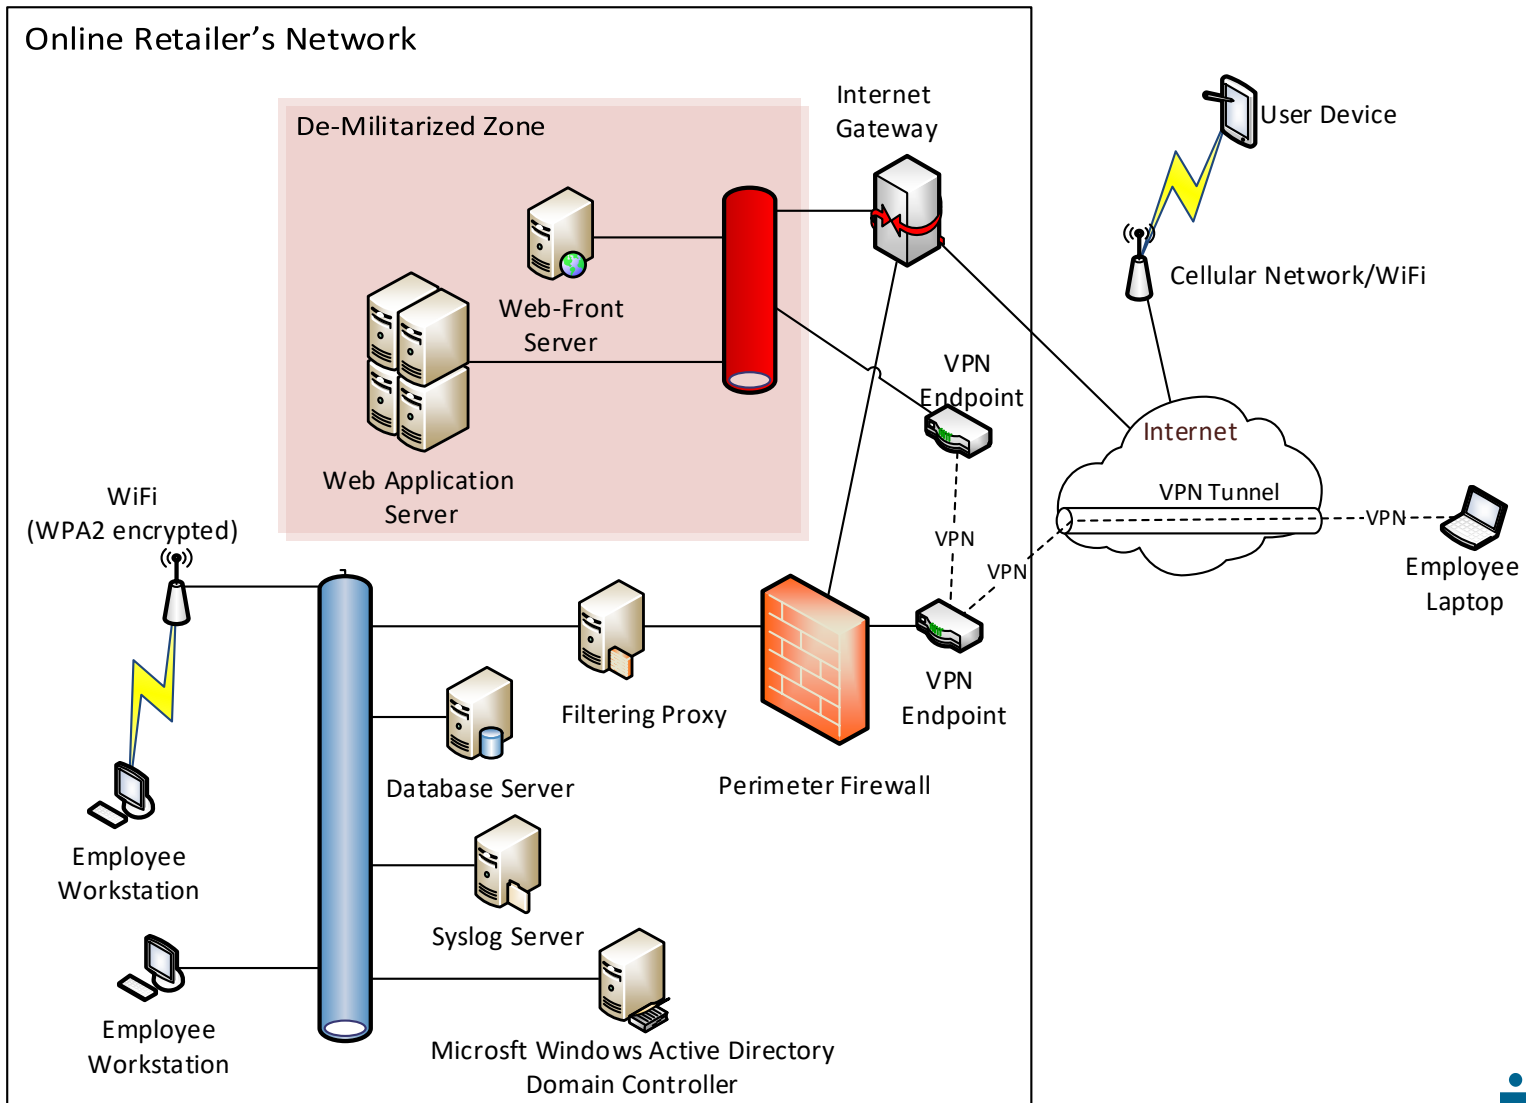 Online Retailer's Network
De-Militarized Zone
Internet
Gateway
User Device
Web-Front
Server
Cellular Network/WiFi
VPN
Endpoint
Web Application
Server
Internet
VPN Tunnel
WiFi
(WPA2 encrypted)
VPN
VPN
VPN
Employee
Laptop
Filtering Proxy
VPN
Endpoint
Database Server
Perimeter Firewall
Employee
Workstation
Syslog Server
Employee
Workstation
Microsft Windows Active Directory
Domain Controller